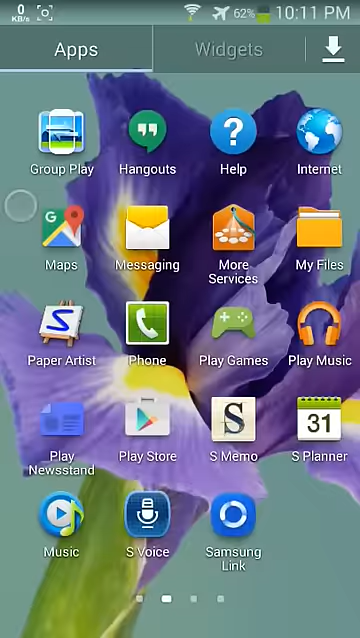 0
KB/s
62%
10:11 PM
Apps
Widgets
Group Play
Hangouts
Help
Internet
G
Maps
Messaging
More
Services
My Files
S
Paper Artist
Phone
Play Games
Play Music
Play
Newsstand
Play Store
S
S Memo
31
S Planner
Music
S Voice
Samsung
Link